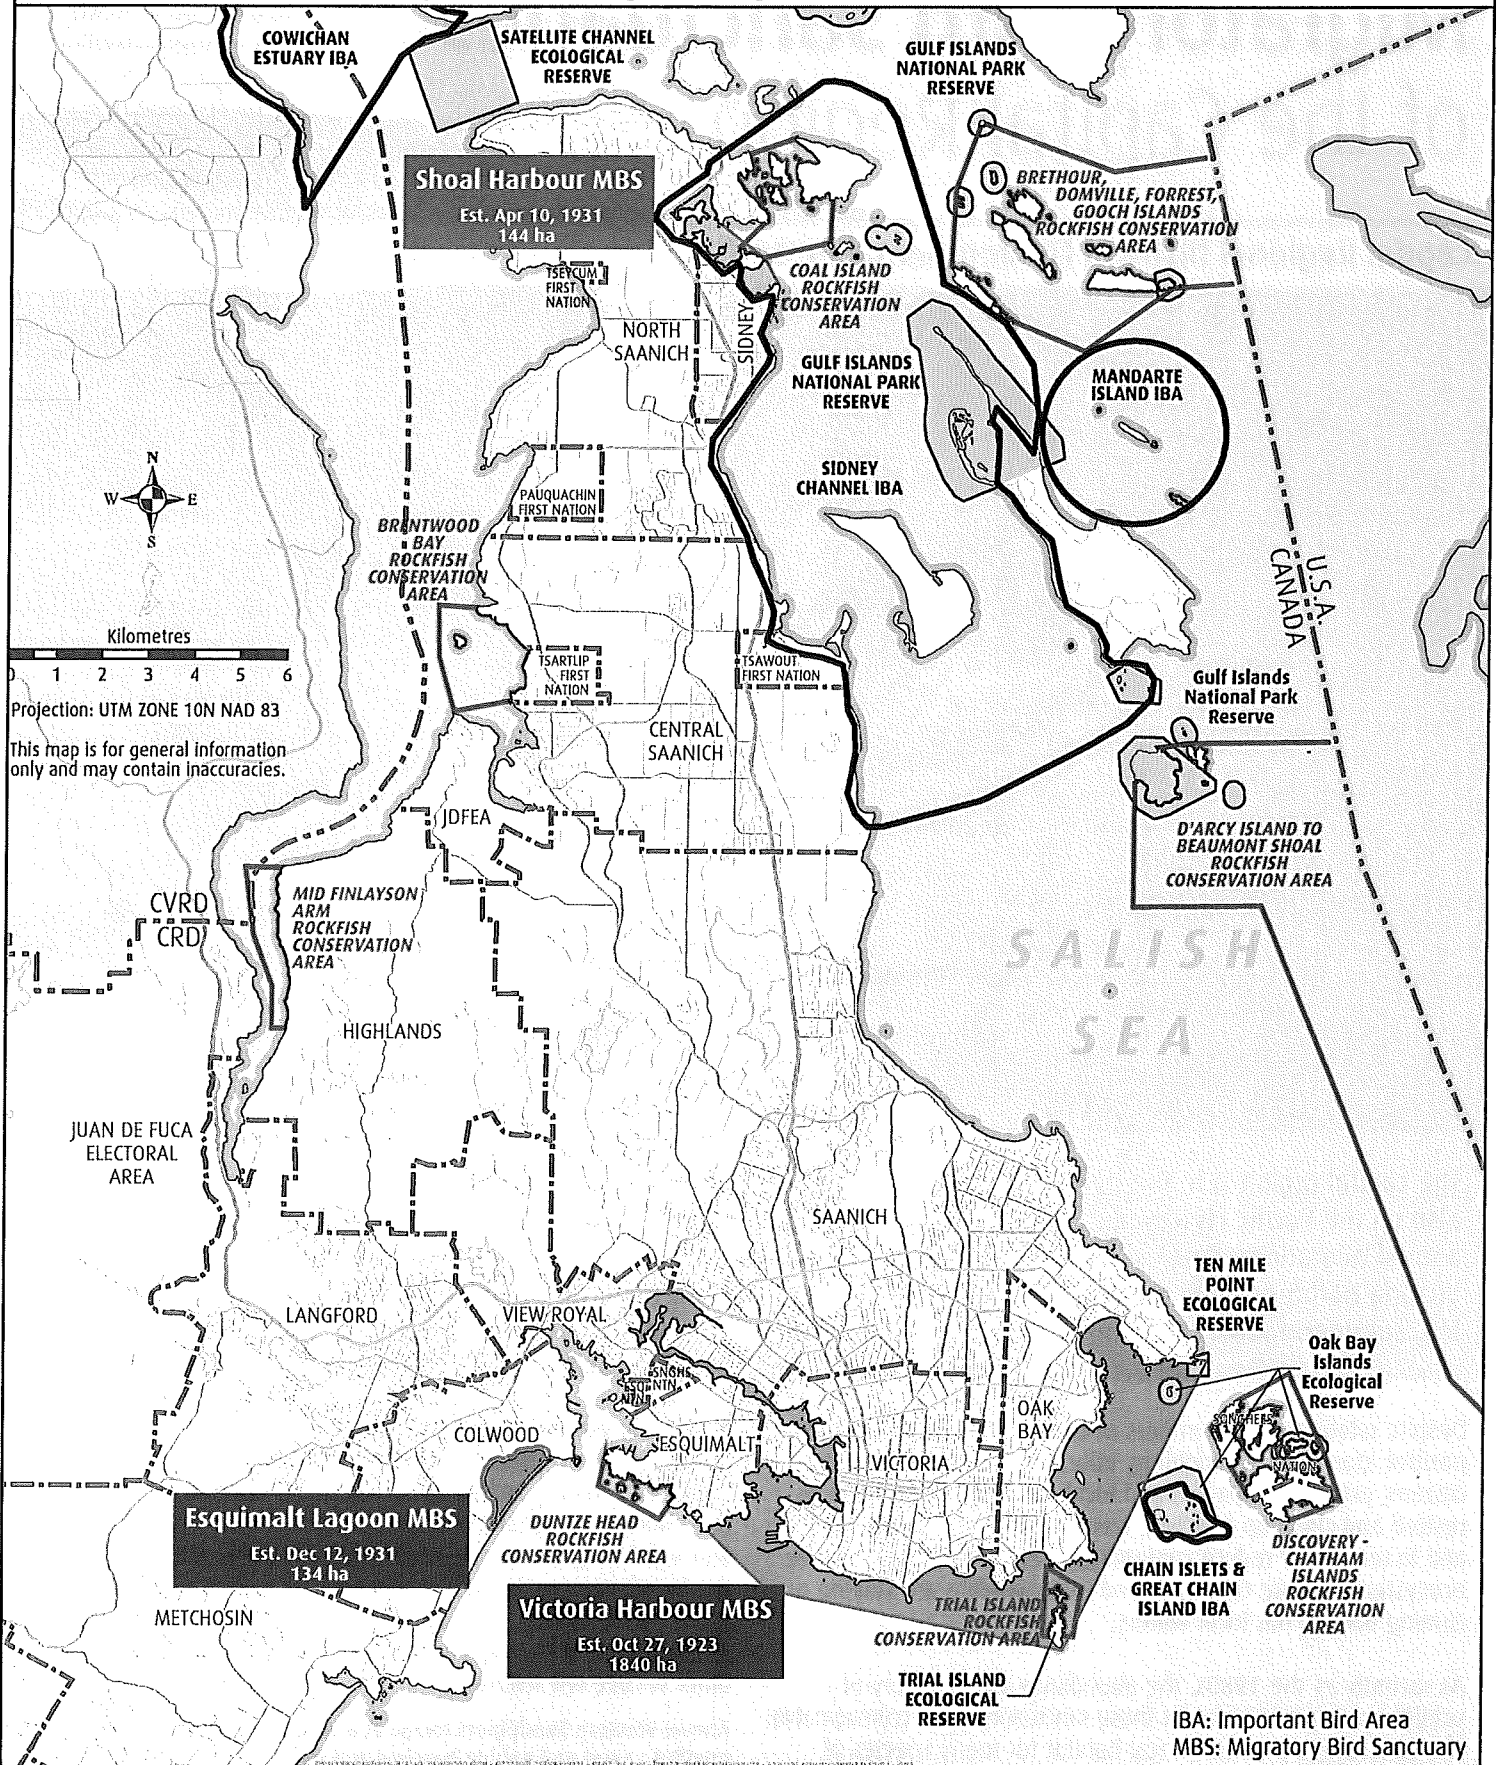 COWICHAN
ESTUARY IBA
SATELLITE CHANNEL
ECOLOGICAL
RESERVE
GULF ISLANDS
NATIONAL PARK
RESERVE
Shoal Harbour MBS
Est. Apr 10, 1931
144 ha
BRETHOUR,
DOMVILLE, FORREST,
GOOCH ISLANDS
ROCKFISH CONSERVATION
AREA
TSEYCUM
FIRST
NATION
COAL ISLAND
ROCKFISH
CONSERVATION
AREA
NORTH
SAANICH
SIDNEY
GULF ISLANDS
NATIONAL PARK
RESERVE
MANDARTE
ISLAND IBA
N
W
E
S
SIDNEY
CHANNEL IBA
PAUQUACHIN
FIRST NATION
BRENTWOOD
BAY
ROCKFISH
CONSERVATION
AREA
U.S.A.
CANADA
Kilometres
0 1 2 3 4 5 6
Projection: UTM ZONE 10N NAD 83
This map is for general information
only and may contain inaccuracies.
TSARTLIP
FIRST
NATION
TSAWOUT
FIRST NATION
Gulf Islands
National Park
Reserve
CENTRAL
SAANICH
JDFEA
D'ARCY ISLAND TO
BEAUMONT SHOAL
ROCKFISH
CONSERVATION AREA
CVRD
CRD
MID FINLAYSON
ARM
ROCKFISH
CONSERVATION
AREA
SALISH
SEA
HIGHLANDS
JUAN DE FUCA
ELECTORAL
AREA
SAANICH
TEN MILE
POINT
ECOLOGICAL
RESERVE
LANGFORD
VIEW ROYAL
Oak Bay
Islands
Ecological
Reserve
SNGHS
NTN
NTN
OAK
BAY
SONGHEES
NATION
COLWOOD
ESQUIMALT
VICTORIA
Esquimalt Lagoon MBS
Est. Dec 12, 1931
134 ha
DUNTZE HEAD
ROCKFISH
CONSERVATION AREA
CHAIN ISLETS &
GREAT CHAIN
ISLAND IBA
DISCOVERY -
CHATHAM
ISLANDS
ROCKFISH
CONSERVATION
AREA
METCHOSIN
Victoria Harbour MBS
Est. Oct 27, 1923
1840 ha
TRIAL ISLAND
ROCKFISH
CONSERVATION AREA
TRIAL ISLAND
ECOLOGICAL
RESERVE
IBA: Important Bird Area
MBS: Migratory Bird Sanctuary